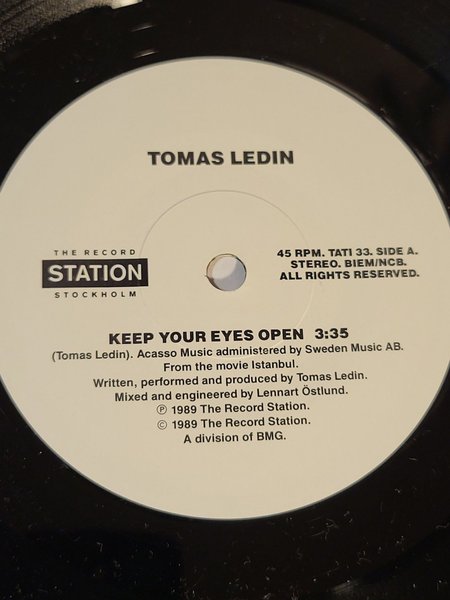 TOMAS LEDIN
THE RECORD
STATION
STOCKHOLM
45 RPM. TATI 33. SIDE A.
STEREO. BIEM/NCB.
ALL RIGHTS RESERVED.
KEEP YOUR EYES OPEN 3:35
(Tomas Ledin). Acasso Music administered by Sweden Music AB.
From the movie Istanbul.
Written, performed and produced by Tomas Ledin.
Mixed and engineered by Lennart Östlund.
℗ 1989 The Record Station.
© 1989 The Record Station.
A division of BMG.